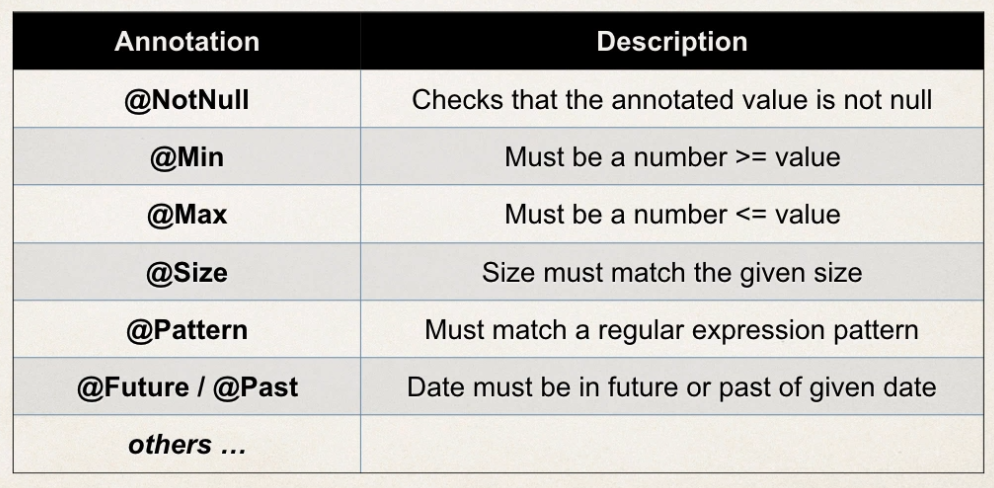 Annotation Description
@NotNull Checks that the annotated value is not null
@Min Must be a number >= value
@Max Must be a number <= value
@Size Size must match the given size
@Pattern Must match a regular expression pattern
@Future / @Past Date must be in future or past of given date
others …